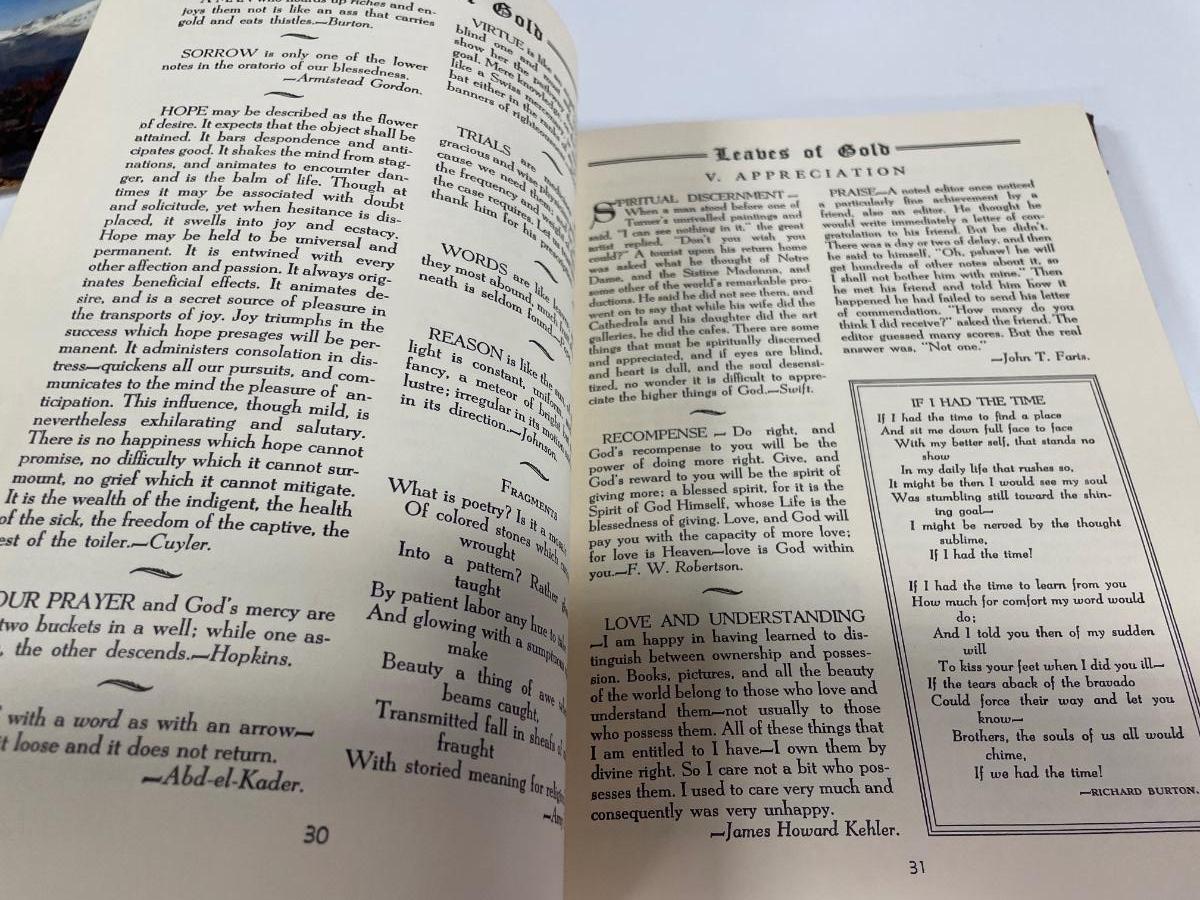 joys them not is like an ass that carries
gold and eats thistles.—Burton.
SORROW is only one of the lower
notes in the oratorio of our blessedness.
—Armistead Gordon.
HOPE may be described as the flower
of desire. It expects that the object shall be
attained. It bars despondence and anti-
cipates good. It shakes the mind from stag-
nations, and animates to encounter dan-
ger, and is the balm of life. Though at
times it may be associated with doubt
and solicitude, yet when hesitance is dis-
placed, it swells into joy and ecstacy.
Hope may be held to be universal and
permanent. It is entwined with every
other affection and passion. It always orig-
inates beneficial effects. It animates de-
sire, and is a secret source of pleasure in
the transports of joy. Joy triumphs in the
success which hope presages will be per-
manent. It administers consolation in dis-
tress—quickens all our pursuits, and com-
municates to the mind the pleasure of an-
ticipation. This influence, though mild, is
nevertheless exhilarating and salutary.
There is no happiness which hope cannot
promise, no difficulty which it cannot sur-
mount, no grief which it cannot mitigate.
It is the wealth of the indigent, the health
of the sick, the freedom of the captive, the
est of the toiler.—Cuyler.
OUR PRAYER and God's mercy are
two buckets in a well; while one as-
the other descends.—Hopkins.
with a word as with an arrow—
it loose and it does not return.
—Abd-el-Kader.
30
of Gold
VIRTUE is like an
blind one and
show her the pathway
goal. Mere knowledge
like a Swiss mercenary
bat either in the ranks
banners of righteousness
TRIALS are
gracious and wise
cause we need them;
the frequency and weight
the case requires. Let us
thank him for his
WORDS are like
they most abound, much
neath is seldom found.
REASON is like the sun,
light is constant, uniform
fancy, a meteor of bright
lustre; irregular in its motion
in its direction.—Johnson.
FRAGMENTS
What is poetry? Is it a mosaic
Of colored stones which
wrought
Into a pattern? Rather
taught
By patient labor any hue to
And glowing with a sumptuous
make
Beauty a thing of awe
beams caught,
Transmitted fall in sheafs
fraught
With storied meaning for
Leaves of Gold
V. APPRECIATION
SPIRITUAL DISCERNMENT—
When a man stood before one of
Turner's unrivalled paintings and
said, "I can see nothing in it," the great
artist replied, "Don't you wish you
could?" A tourist upon his return home
was asked what he thought of Notre
Dame, and the Sistine Madonna, and
some other of the world's remarkable pro-
ductions. He said he did not see them, and
went on to say that while his wife did the
Cathedrals and his daughter did the art
galleries, he did the cafes. There are some
things that must be spiritually discerned
and appreciated, and if eyes are blind,
and heart is dull, and the soul desensi-
tized, no wonder it is difficult to appre-
ciate the higher things of God.—Swift.
RECOMPENSE — Do right, and
God's recompense to you will be the
power of doing more right. Give, and
God's reward to you will be the spirit of
giving more; a blessed spirit, for it is the
Spirit of God Himself, whose Life is the
blessedness of giving. Love, and God will
pay you with the capacity of more love;
for love is Heaven—love is God within
you.—F. W. Robertson.
LOVE AND UNDERSTANDING
—I am happy in having learned to dis-
tinguish between ownership and posses-
sion. Books, pictures, and all the beauty
of the world belong to those who love and
understand them—not usually to those
who possess them. All of these things that
I am entitled to I have—I own them by
divine right. So I care not a bit who pos-
sesses them. I used to care very much and
consequently was very unhappy.
—James Howard Kehler.
PRAISE—A noted editor once noticed
a particularly fine achievement by a
friend, also an editor. He thought he
would write immediately a letter of con-
gratulation to his friend. But he didn't.
There was a day or two of delay, and then
he said to himself, "Oh, pshaw! he will
get hundreds of other notes about it, so
I shall not bother him with mine." Then
he met his friend and told him how it
happened he had failed to send his letter
of commendation. "How many do you
think I did receive?" asked the friend. The
editor guessed many scores. But the real
answer was, "Not one."
—John T. Faris.
IF I HAD THE TIME
If I had the time to find a place
And sit me down full face to face
With my better self, that stands no
show
In my daily life that rushes so,
It might be then I would see my soul
Was stumbling still toward the shin-
ing goal—
I might be nerved by the thought
sublime,
If I had the time!
If I had the time to learn from you
How much for comfort my word would
do;
And I told you then of my sudden
will
To kiss your feet when I did you ill—
If the tears aback of the bravado
Could force their way and let you
know—
Brothers, the souls of us all would
chime,
If we had the time!
—RICHARD BURTON.
31